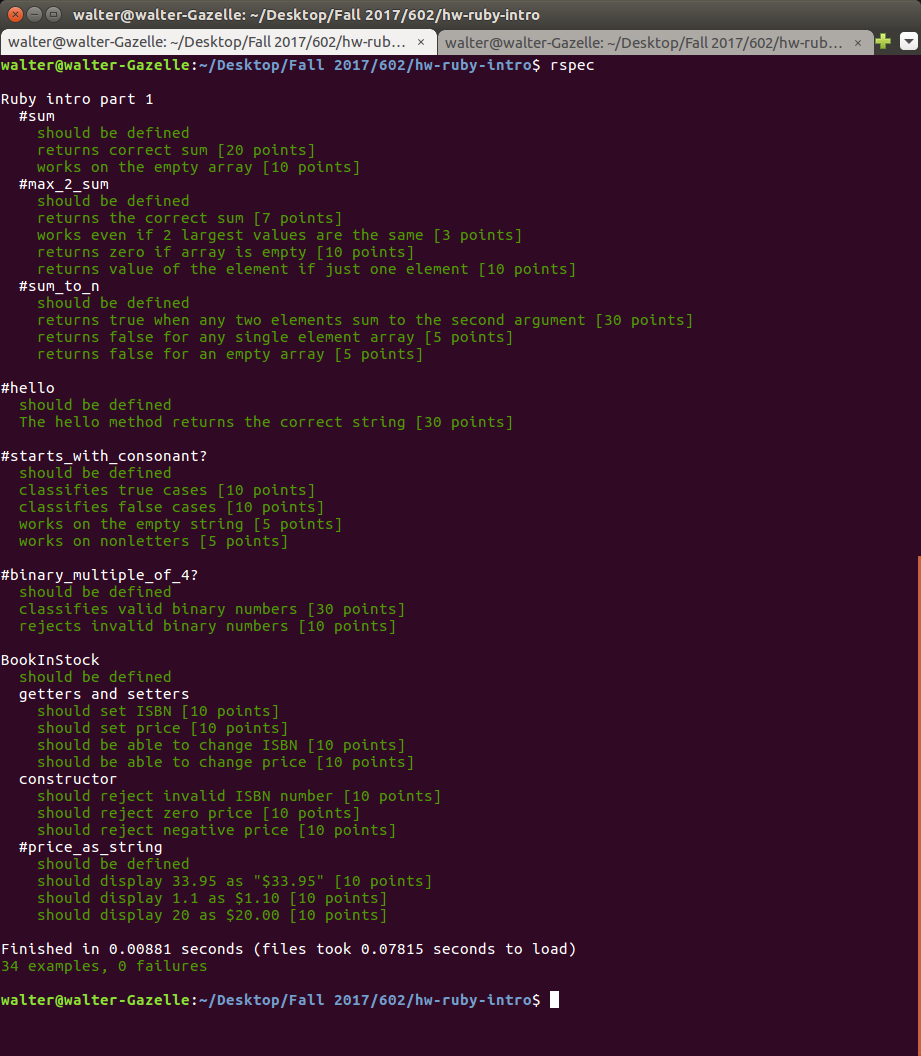 walter@walter-Gazelle: ~/Desktop/Fall 2017/602/hw-ruby-intro
walter@walter-Gazelle: ~/Desktop/Fall 2017/602/hw-rub... × walter@walter-Gazelle: ~/Desktop/Fall 2017/602/hw-rub... ×
walter@walter-Gazelle:~/Desktop/Fall 2017/602/hw-ruby-intro$ rspec
Ruby intro part 1
#sum
should be defined
returns correct sum [20 points]
works on the empty array [10 points]
#max_2_sum
should be defined
returns the correct sum [7 points]
works even if 2 largest values are the same [3 points]
returns zero if array is empty [10 points]
returns value of the element if just one element [10 points]
#sum_to_n
should be defined
returns true when any two elements sum to the second argument [30 points]
returns false for any single element array [5 points]
returns false for an empty array [5 points]
#hello
should be defined
The hello method returns the correct string [30 points]
#starts_with_consonant?
should be defined
classifies true cases [10 points]
classifies false cases [10 points]
works on the empty string [5 points]
works on nonletters [5 points]
#binary_multiple_of_4?
should be defined
classifies valid binary numbers [30 points]
rejects invalid binary numbers [10 points]
BookInStock
should be defined
getters and setters
should set ISBN [10 points]
should set price [10 points]
should be able to change ISBN [10 points]
should be able to change price [10 points]
constructor
should reject invalid ISBN number [10 points]
should reject zero price [10 points]
should reject negative price [10 points]
#price_as_string
should be defined
should display 33.95 as "$33.95" [10 points]
should display 1.1 as $1.10 [10 points]
should display 20 as $20.00 [10 points]
Finished in 0.00881 seconds (files took 0.07815 seconds to load)
34 examples, 0 failures
walter@walter-Gazelle:~/Desktop/Fall 2017/602/hw-ruby-intro$